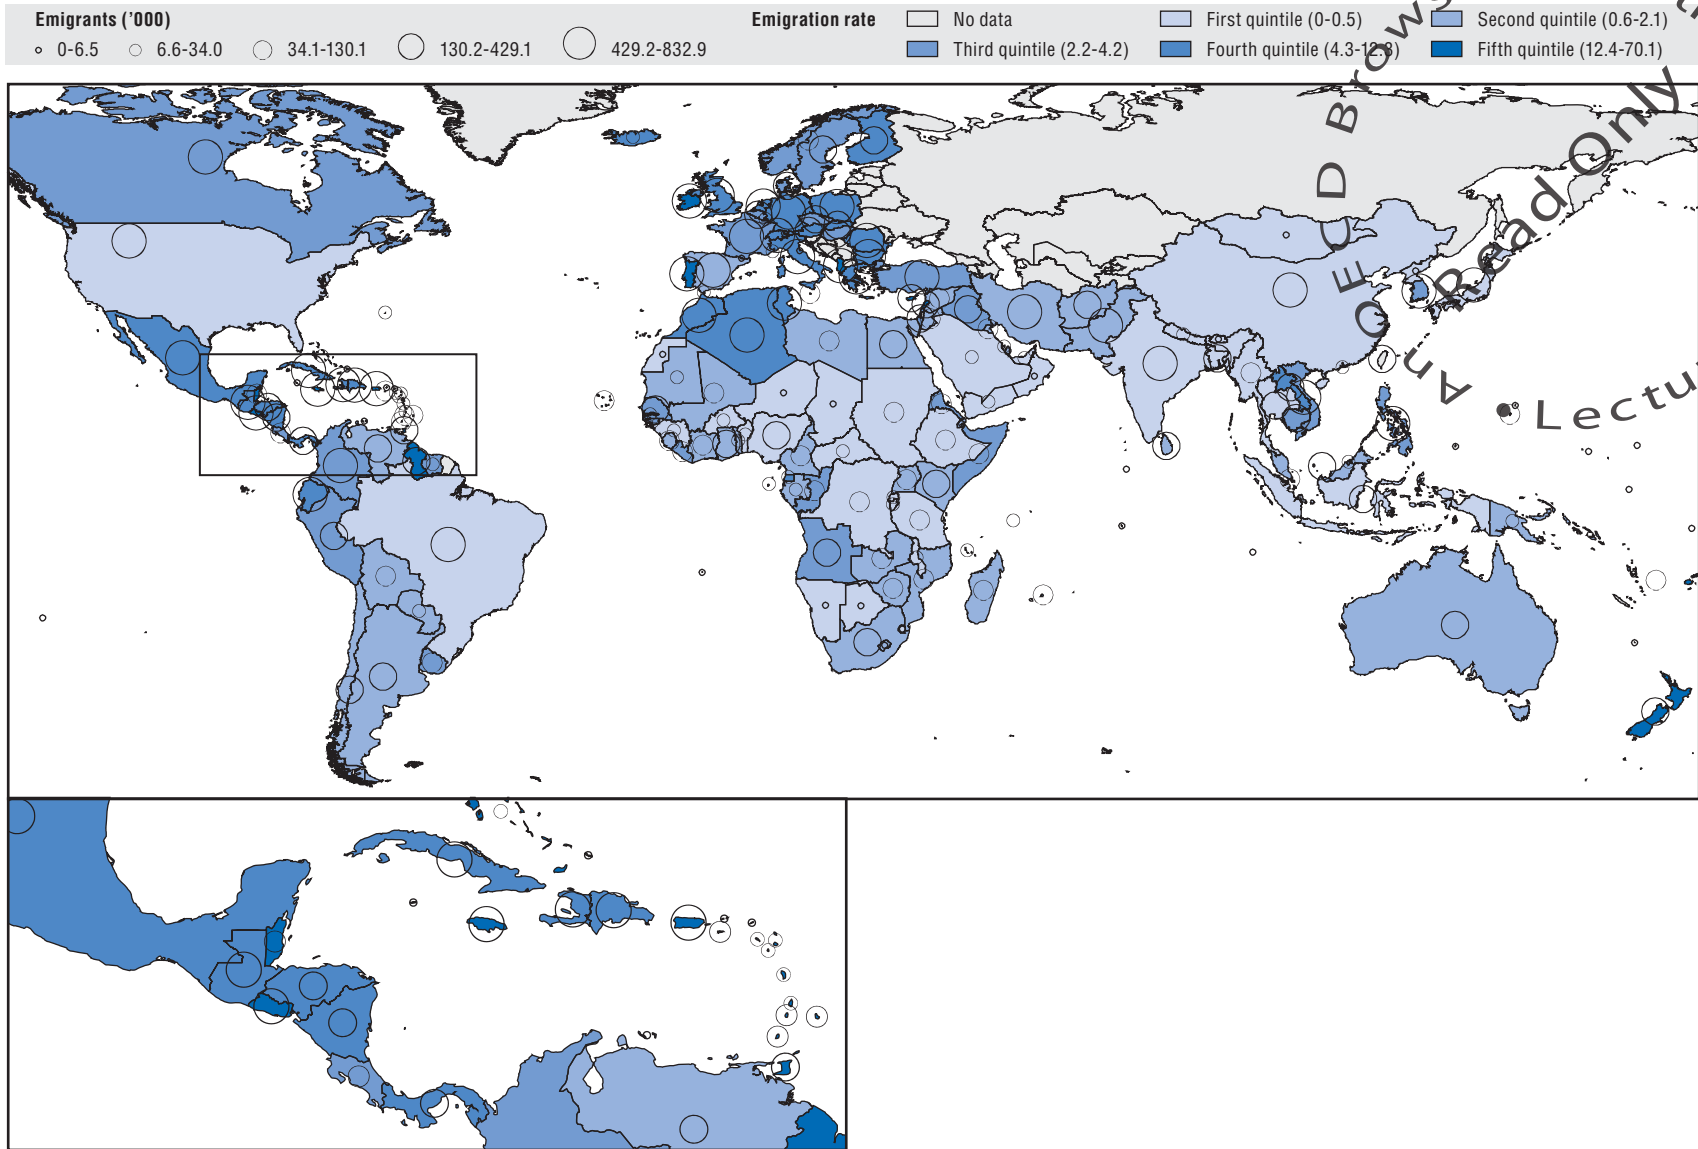 Emigrants ('000)
0-6.5 6.6-34.0 34.1-130.1 130.2-429.1 429.2-832.9
Emigration rate No data First quintile (0-0.5) Second quintile (0.6-2.1)
Third quintile (2.2-4.2) Fourth quintile (4.3-12.3) Fifth quintile (12.4-70.1)
An OECD Brows
Lectu
Read Only